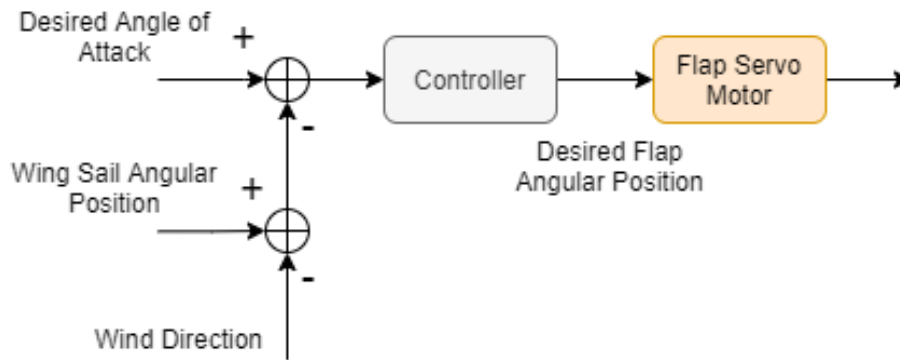 Desired Angle of
Attack
+
-
Controller
Flap Servo
Motor
Desired Flap
Angular Position
Wing Sail Angular
Position
+
-
Wind Direction